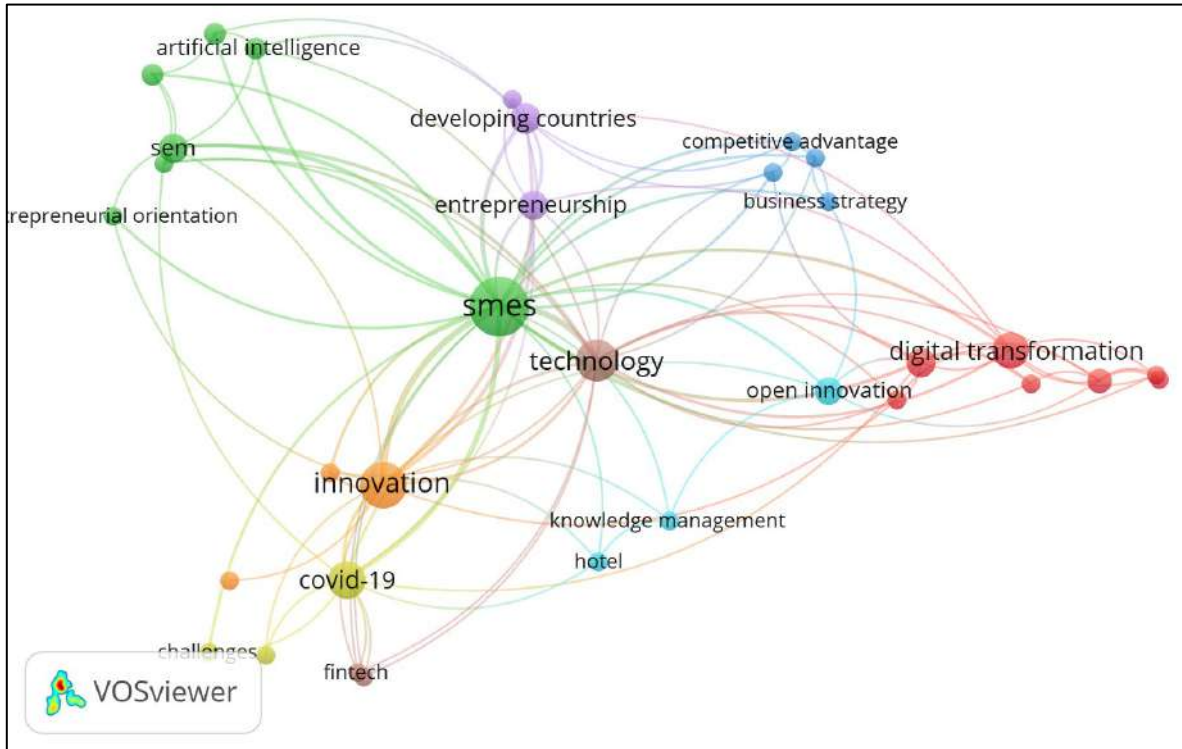 artificial intelligence
developing countries
competitive advantage
sem
business strategy
entrepreneurship
trepreneurial orientation
smes
technology
digital transformation
open innovation
innovation
knowledge management
hotel
covid-19
challenges
fintech
VOSviewer